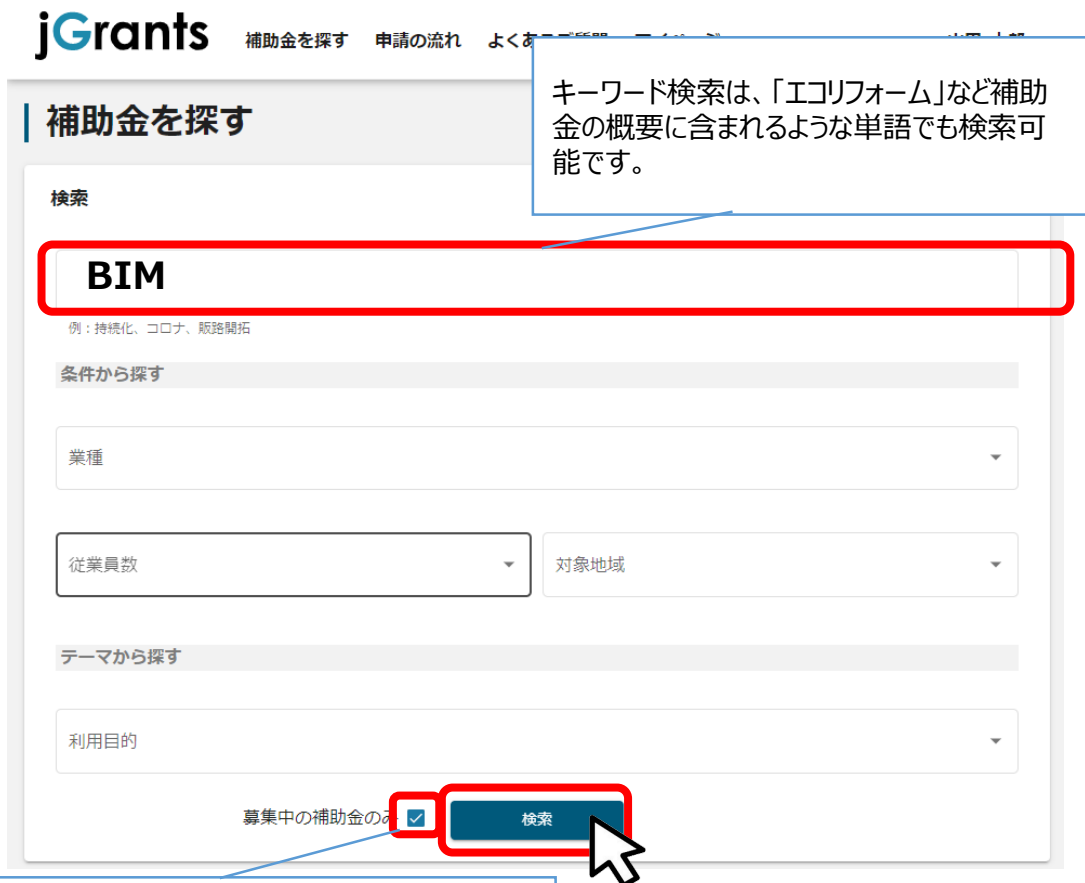 jGrants 補助金を探す 申請の流れ
補助金を探す
キーワード検索は、「エコリフォーム」など補助
金の概要に含まれるような単語でも検索可
能です。
検索
BIM
例：持続化、コロナ、販路開拓
条件から探す
業種
従業員数 対象地域
テーマから探す
利用目的
募集中の補助金のみ 検索